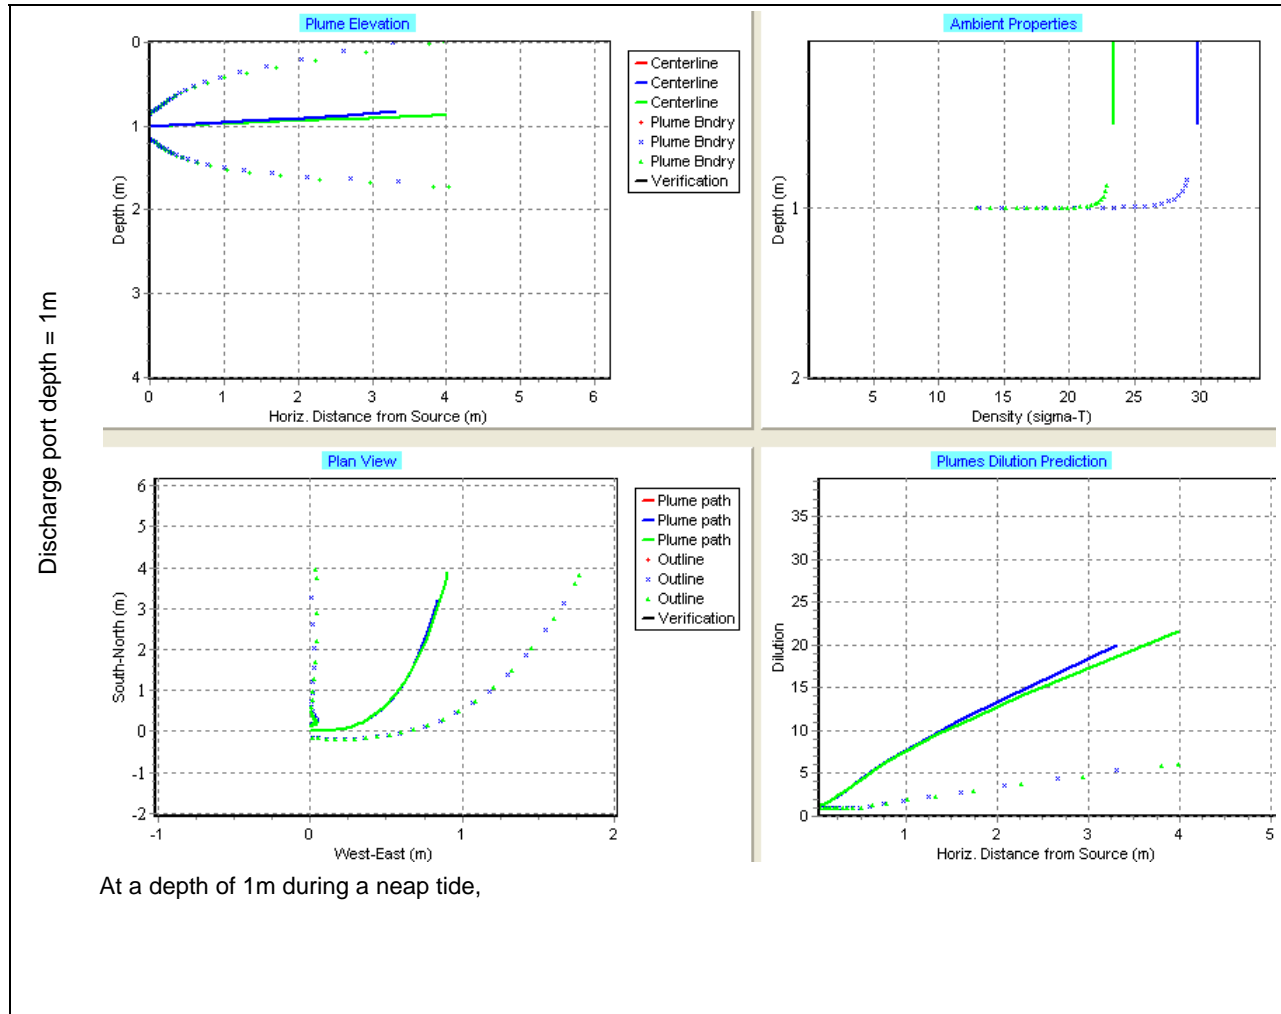 Discharge port depth = 1m
Plume Elevation
0
1
2
3
4
Depth (m)
0 1 2 3 4 5 6
Horiz. Distance from Source (m)
Centerline
Centerline
Centerline
Plume Bndry
Plume Bndry
Plume Bndry
Verification
Ambient Properties
1
2
Depth (m)
5 10 15 20 25 30
Density (sigma-T)
Plan View
6
5
4
3
2
1
0
-1
-2
South-North (m)
-1 0 1 2
West-East (m)
Plume path
Plume path
Plume path
Outline
Outline
Outline
Verification
Plumes Dilution Prediction
35
30
25
20
15
10
5
0
Dilution
1 2 3 4 5
Horiz. Distance from Source (m)
At a depth of 1m during a neap tide,